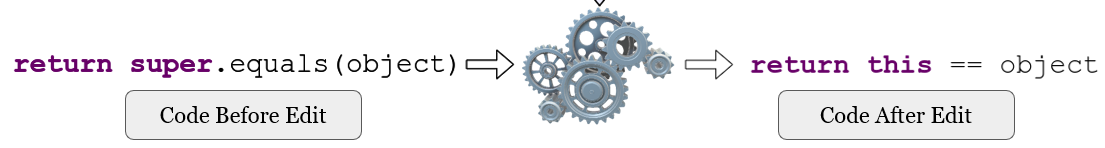 return super.equals(object)
return this == object
Code Before Edit
Code After Edit